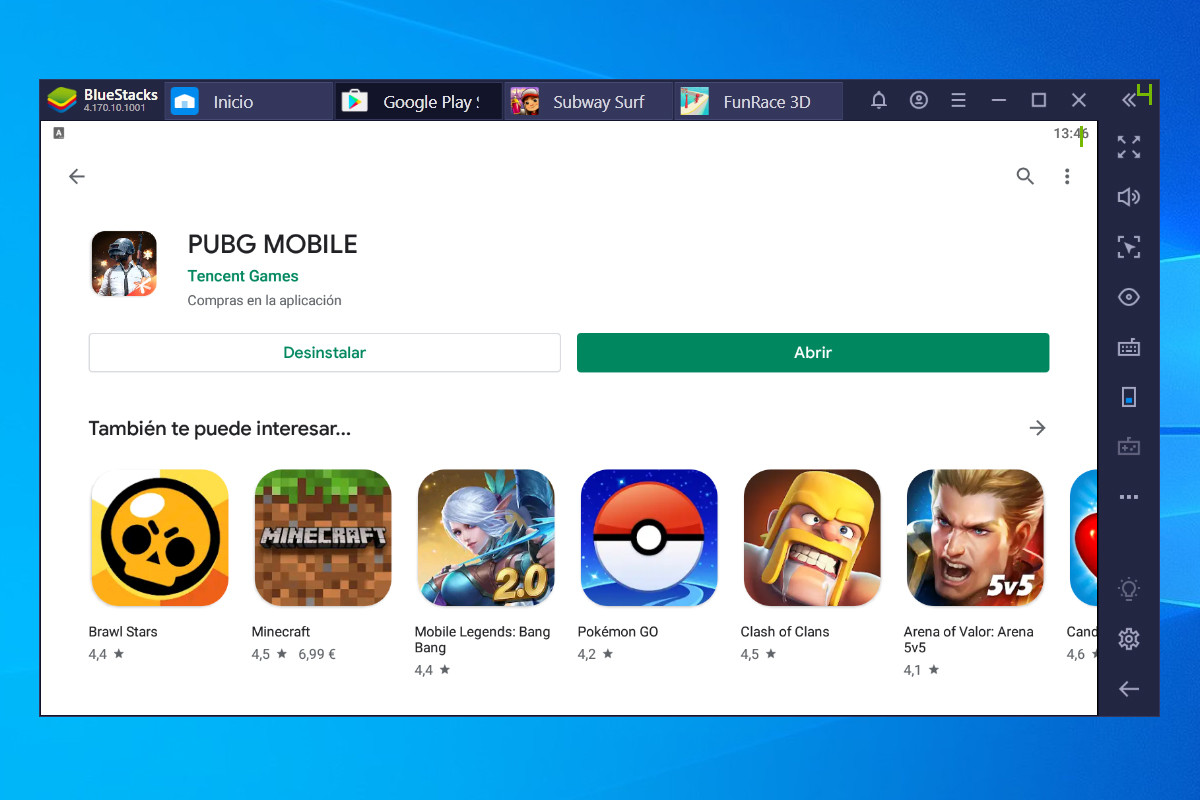 BlueStacks
4.170.10.1001
Inicio
Google Play
Subway Surf
FunRace 3D
4
A
13:46
PUBG MOBILE
Tencent Games
Compras en la aplicación
Desinstalar
Abrir
También te puede interesar...
MINECRAFT
2.0
5v5
Brawl Stars
4,4 ★
Minecraft
4,5 ★ 6,99 €
Mobile Legends: Bang
Bang
4,4 ★
Pokémon GO
4,2 ★
Clash of Clans
4,5 ★
Arena of Valor: Arena
5v5
4,1 ★
Cand
4,6 ★